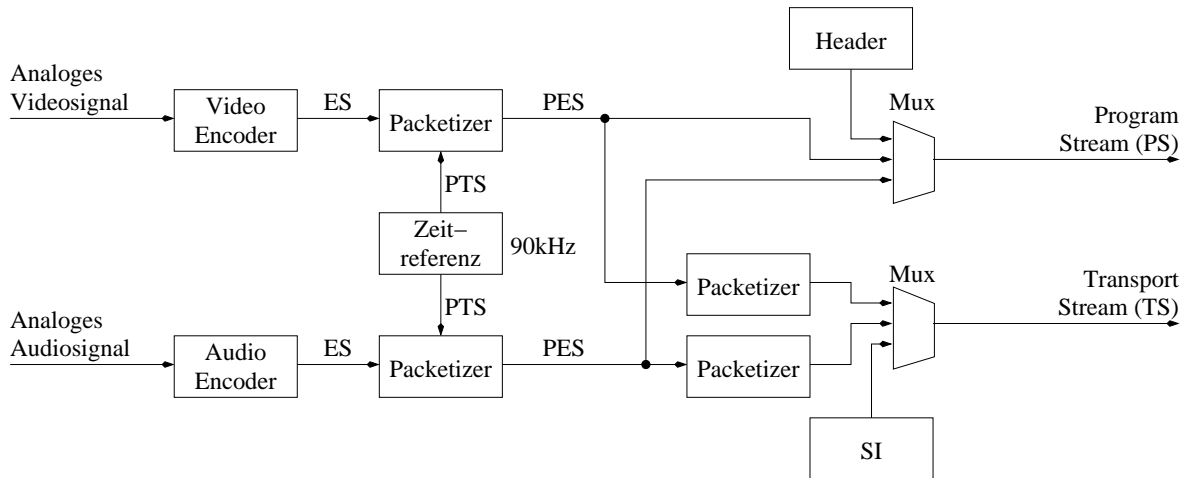 Header
Analoges
Videosignal
Video
Encoder
ES
Packetizer
PES
Mux
Program
Stream (PS)
PTS
Zeit–
referenz
90kHz
PTS
Packetizer
Mux
Transport
Stream (TS)
Analoges
Audiosignal
Audio
Encoder
ES
Packetizer
PES
Packetizer
SI